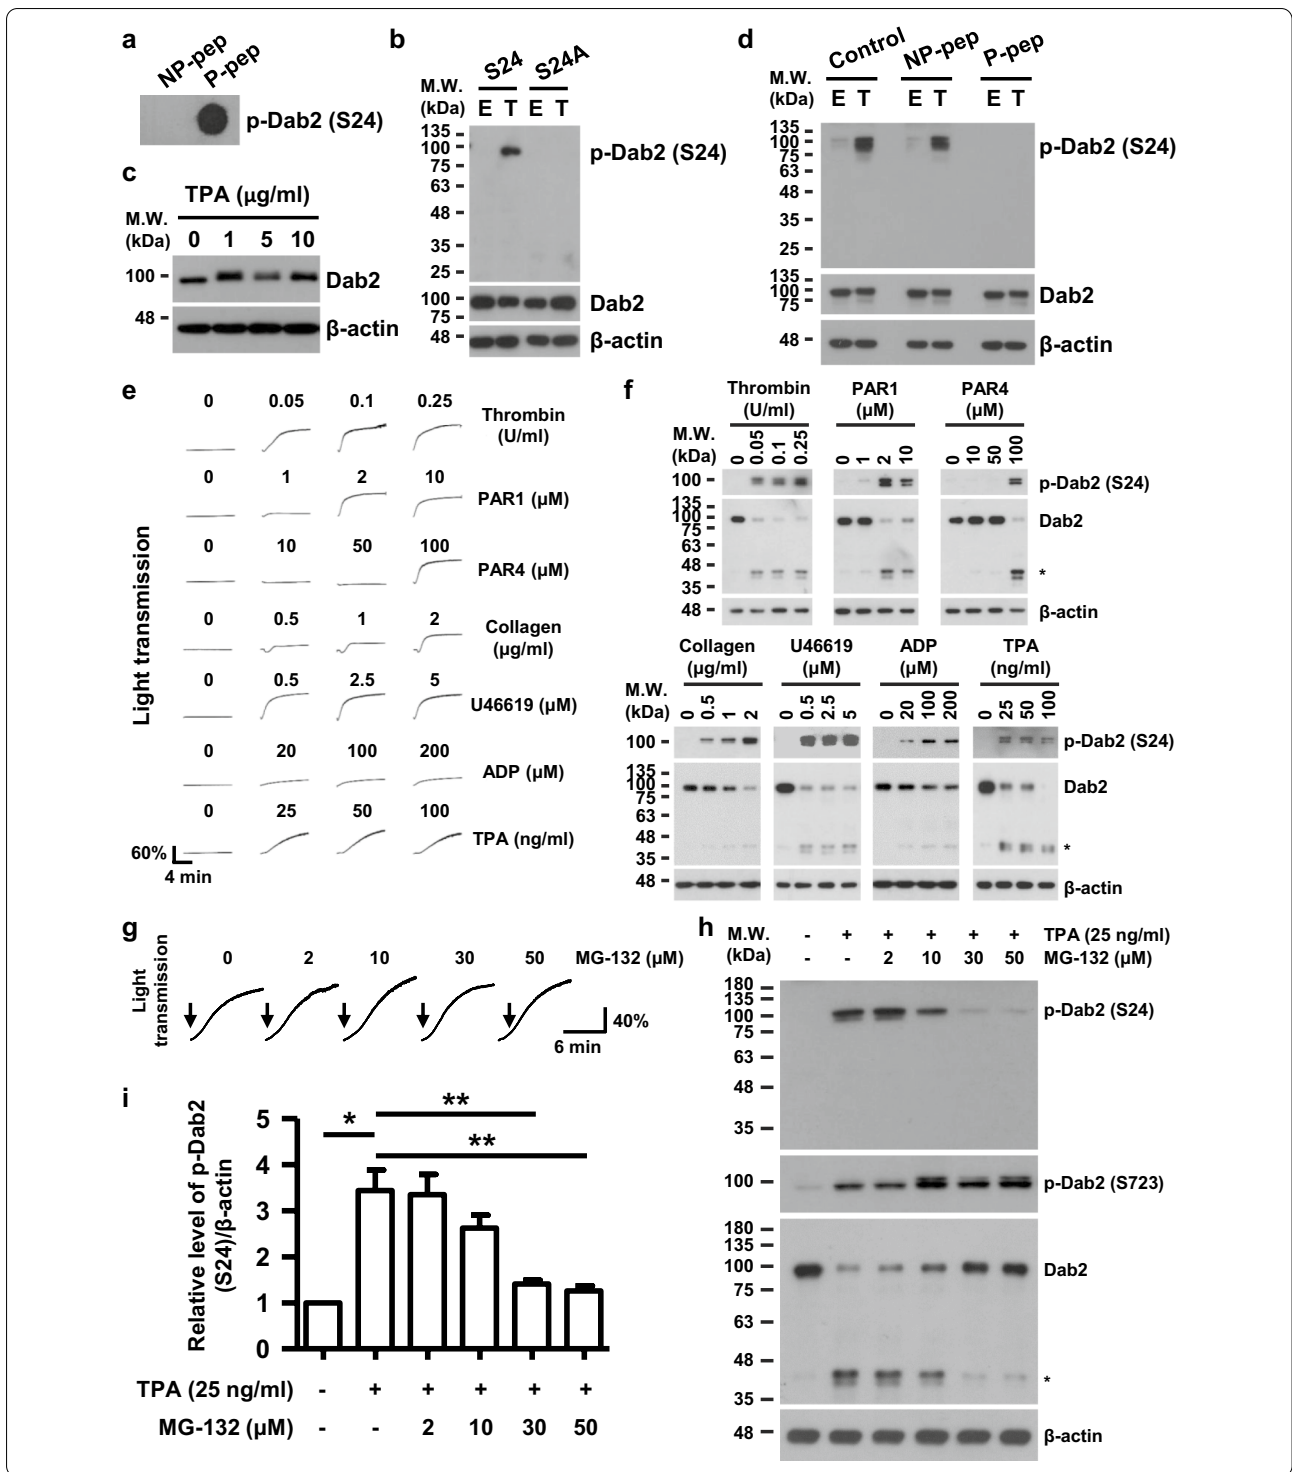 a
NP-pep
P-pep
p-Dab2 (S24)
b
S24
S24A
M.W.
(kDa)
E T E T
135
100
75
63
48
35
25
p-Dab2 (S24)
100
75
Dab2
48
β-actin
c
TPA (μg/ml)
M.W.
(kDa)
0 1 5 10
100
Dab2
48
β-actin
d
Control
NP-pep
P-pep
M.W.
(kDa)
E T E T E T
135
100
75
63
48
35
25
p-Dab2 (S24)
135
100
75
Dab2
48
β-actin
e
Light transmission
0 0.05 0.1 0.25
Thrombin
(U/ml)
0 1 2 10
PAR1 (μM)
0 10 50 100
PAR4 (μM)
0 0.5 1 2
Collagen
(μg/ml)
0 0.5 2.5 5
U46619 (μM)
0 20 100 200
ADP (μM)
0 25 50 100
TPA (ng/ml)
60%
4 min
f
Thrombin
(U/ml)
PAR1
(μM)
PAR4
(μM)
M.W.
(kDa)
0 0.05 0.1 0.25
0 1 2 10
0 10 50 100
100
p-Dab2 (S24)
135
100
75
63
48
35
Dab2
*
48
β-actin
Collagen
(μg/ml)
U46619
(μM)
ADP
(μM)
TPA
(ng/ml)
M.W.
(kDa)
0 0.5 1 2
0 0.5 2.5 5
0 20 100 200
0 25 50 100
100
p-Dab2 (S24)
135
100
75
63
48
35
Dab2
*
48
β-actin
g
Light
transmission
0 2 10 30 50 MG-132 (μM)
40%
6 min
h
M.W.
(kDa)
- + + + + + TPA (25 ng/ml)
- - 2 10 30 50 MG-132 (μM)
180
135
100
75
63
48
35
p-Dab2 (S24)
100
p-Dab2 (S723)
180
135
100
75
63
48
35
Dab2
*
48
β-actin
i
Relative level of p-Dab2
(S24)/β-actin
5
4
3
2
1
0
*
**
**
TPA (25 ng/ml) - + + + + +
MG-132 (μM) - - 2 10 30 50